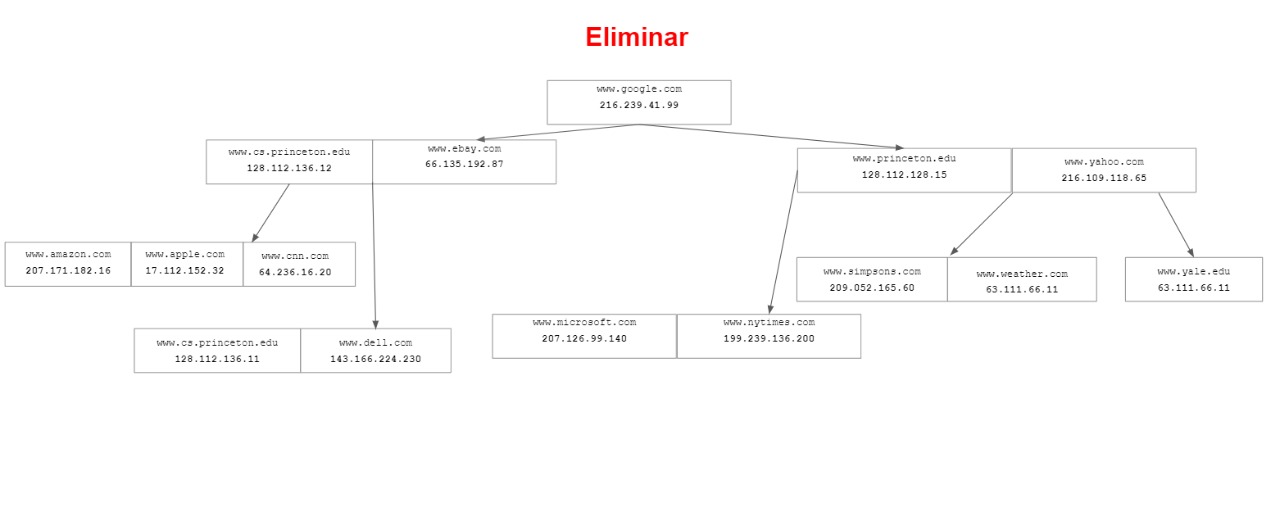 Eliminar
www.google.com
216.239.41.99
www.cs.princeton.edu
128.112.136.12
www.ebay.com
66.135.192.87
www.princeton.edu
128.112.128.15
www.yahoo.com
216.109.118.65
www.amazon.com
207.171.182.16
www.apple.com
17.112.152.32
www.cnn.com
64.236.16.20
www.simpsons.com
209.052.165.60
www.weather.com
63.111.66.11
www.yale.edu
63.111.66.11
www.cs.princeton.edu
128.112.136.11
www.dell.com
143.166.224.230
www.microsoft.com
207.126.99.140
www.nytimes.com
199.239.136.200